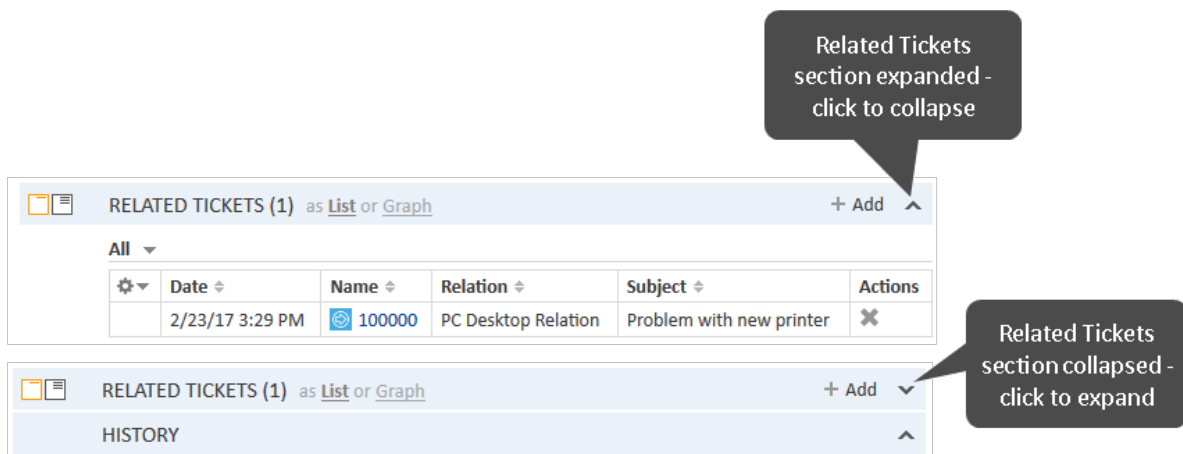 Related Tickets
section expanded -
click to collapse
RELATED TICKETS (1) as List or Graph + Add
All
Date Name Relation Subject Actions
2/23/17 3:29 PM 100000 PC Desktop Relation Problem with new printer
Related Tickets
section collapsed -
click to expand
RELATED TICKETS (1) as List or Graph + Add
HISTORY